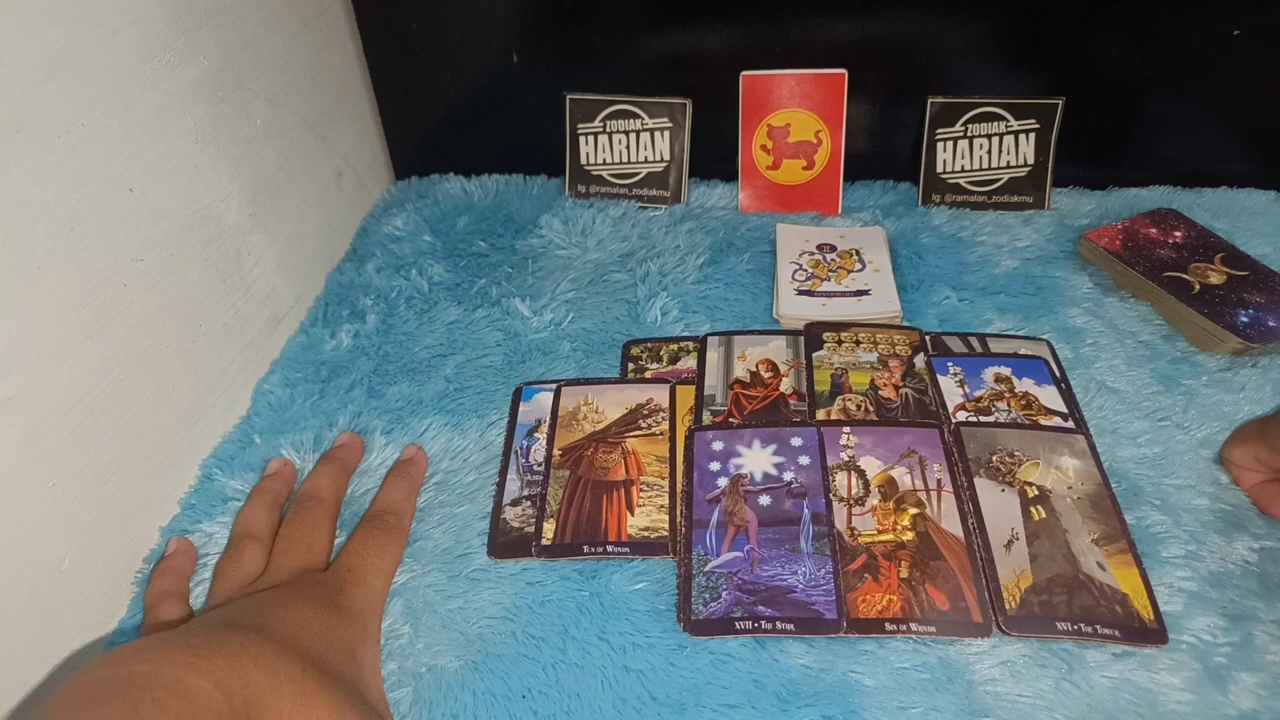 ZODIAK
HARIAN
Ig: @ramalan_zodiakmu
ZODIAK
HARIAN
Ig: @ramalan_zodiakmu
II
TEN OF WANDS
XVII • THE STAR
SIX OF WANDS
XVI • THE TOWER